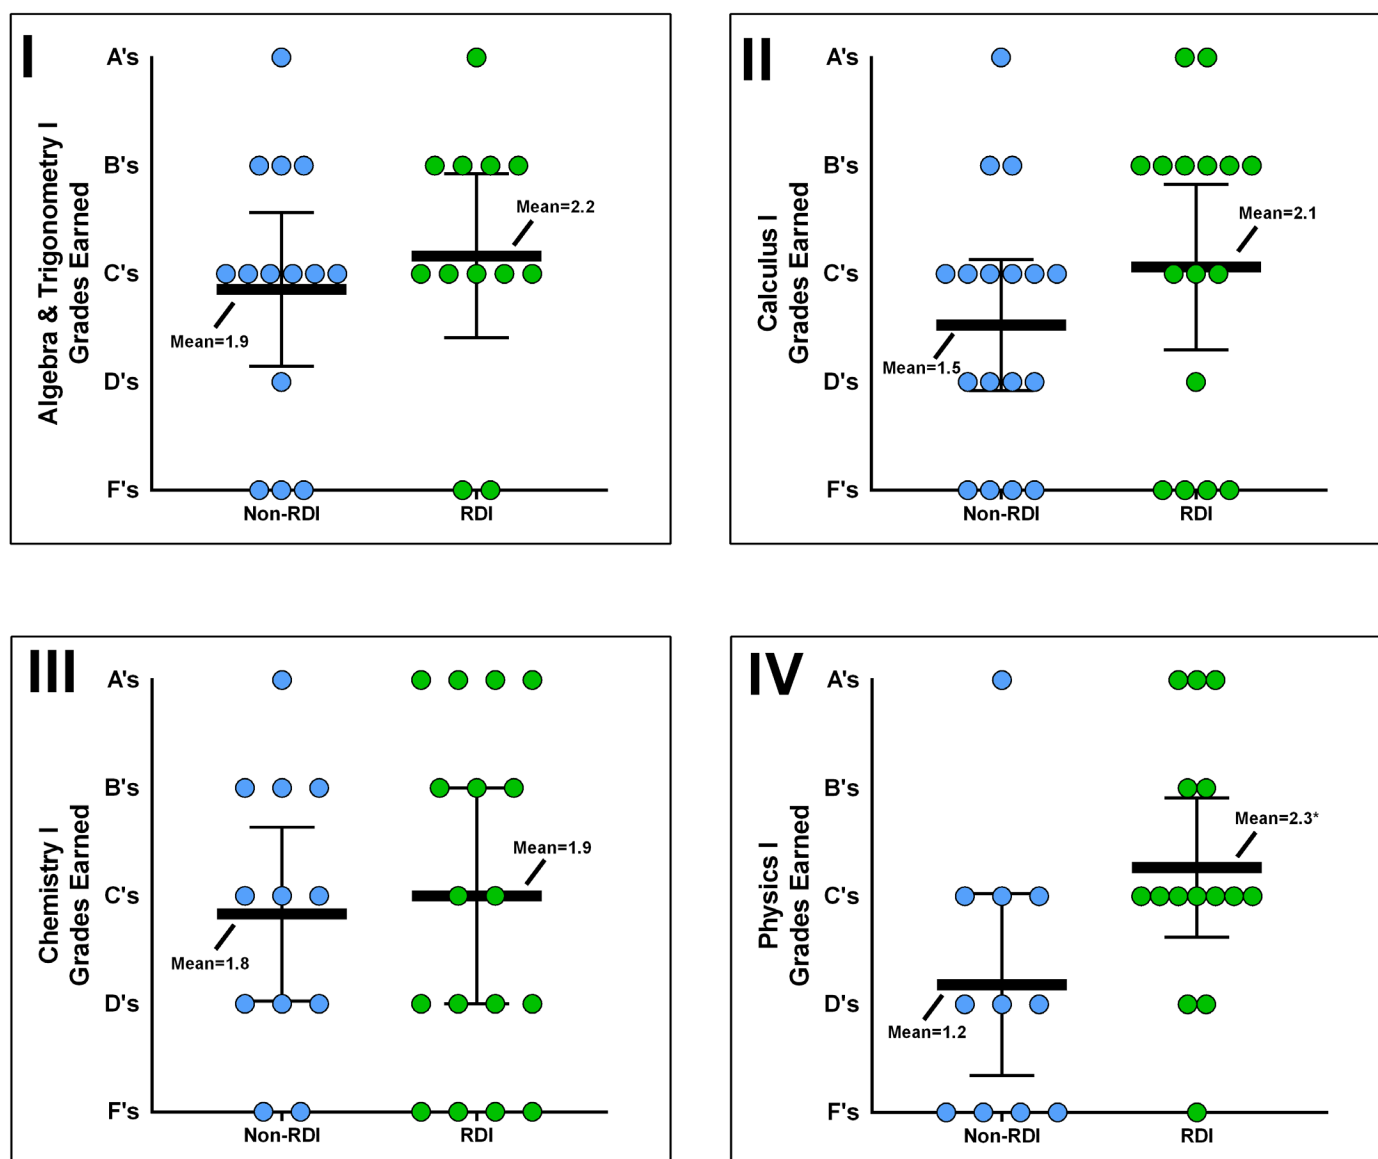 I
Algebra & Trigonometry I
Grades Earned
A's
B's
C's
D's
F's
Mean=1.9
Mean=2.2
Non-RDI
RDI
II
Calculus I
Grades Earned
A's
B's
C's
D's
F's
Mean=1.5
Mean=2.1
Non-RDI
RDI
III
Chemistry I
Grades Earned
A's
B's
C's
D's
F's
Mean=1.8
Mean=1.9
Non-RDI
RDI
IV
Physics I
Grades Earned
A's
B's
C's
D's
F's
Mean=1.2
Mean=2.3*
Non-RDI
RDI